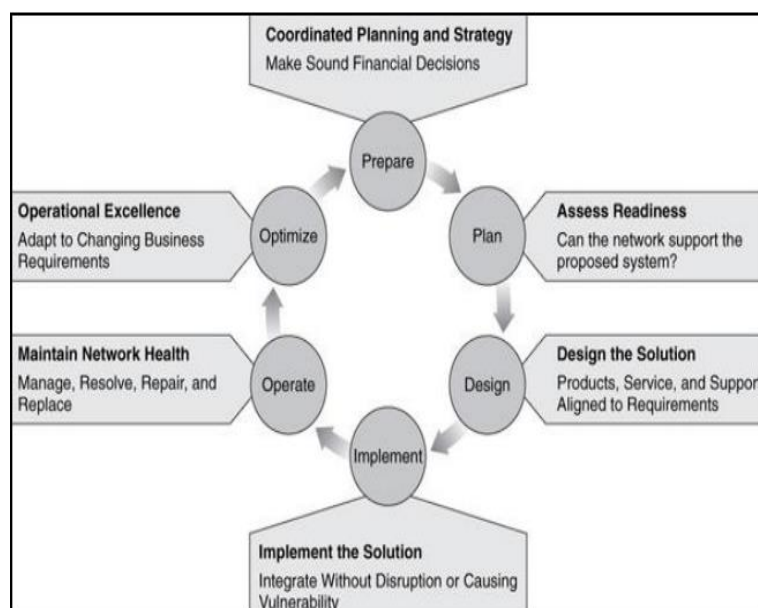 Coordinated Planning and Strategy
Make Sound Financial Decisions
Prepare
Operational Excellence
Adapt to Changing Business
Requirements
Optimize
Plan
Assess Readiness
Can the network support the
proposed system?
Maintain Network Health
Manage, Resolve, Repair, and
Replace
Operate
Design
Design the Solution
Products, Service, and Support
Aligned to Requirements
Implement
Implement the Solution
Integrate Without Disruption or Causing
Vulnerability